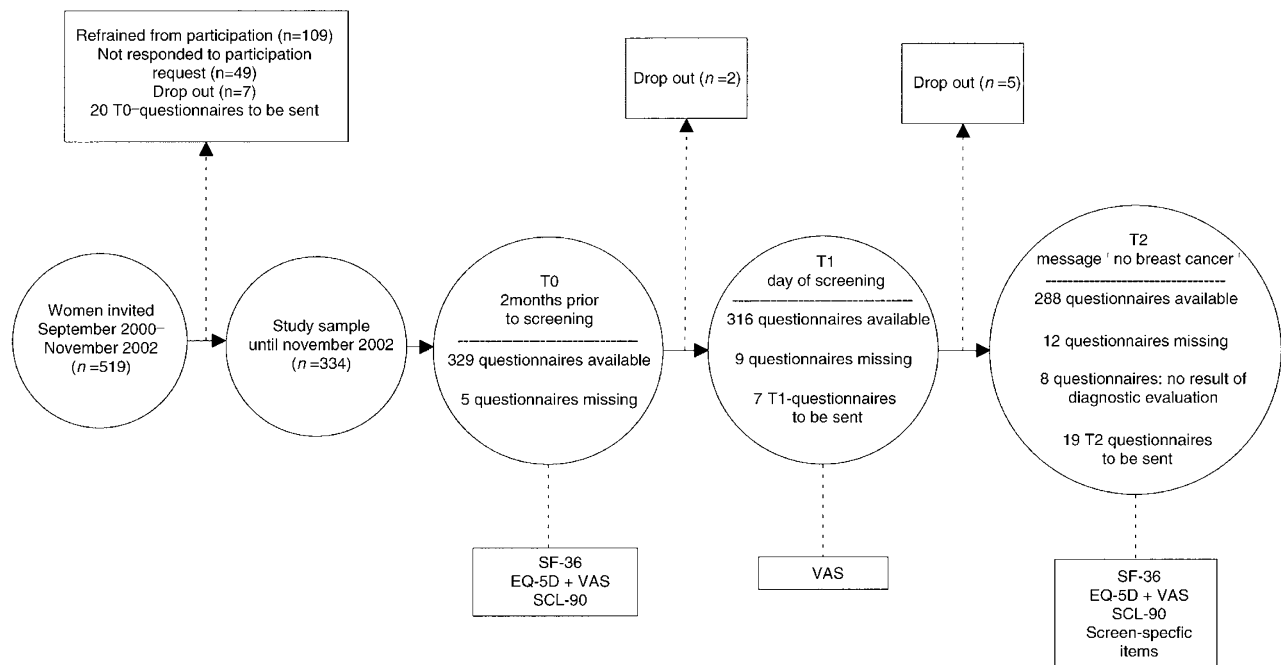 Refrained from participation (n=109)
Not responded to participation
request (n=49)
Drop out (n=7)
20 T0-questionnaires to be sent
Drop out (n =2)
Drop out (n =5)
Women invited
September 2000–
November 2002
(n =519)
Study sample
until november 2002
(n =334)
T0
2months prior
to screening
329 questionnaires available
5 questionnaires missing
T1
day of screening
316 questionnaires available
9 questionnaires missing
7 T1-questionnaires
to be sent
T2
message ' no breast cancer '
288 questionnaires available
12 questionnaires missing
8 questionnaires: no result of
diagnostic evaluation
19 T2 questionnaires
to be sent
SF-36
EQ-5D + VAS
SCL-90
VAS
SF-36
EQ-5D + VAS
SCL-90
Screen-specfic
items